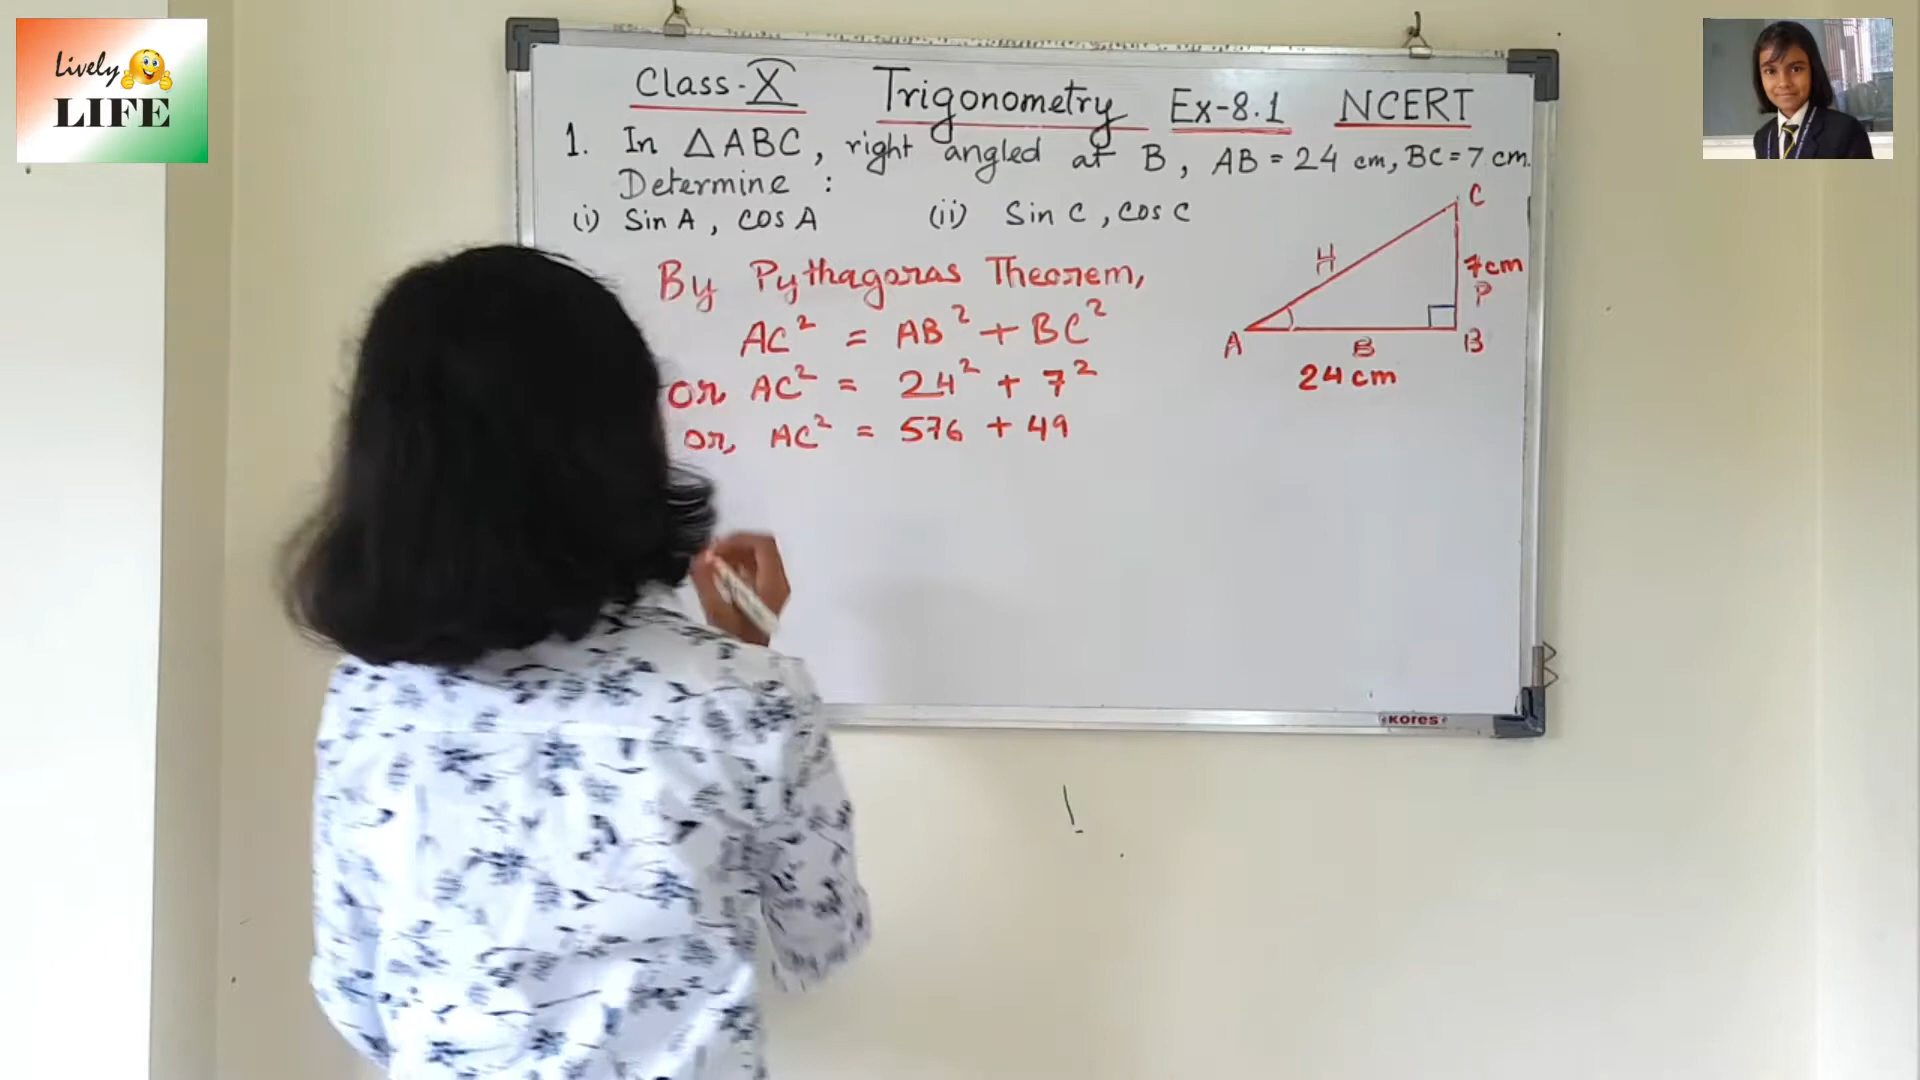 Lively
LIFE
Class-X Trigonometry Ex-8.1 NCERT
1. In △ABC, right angled at B, AB = 24 cm, BC = 7 cm.
Determine :
(i) Sin A, cos A (ii) Sin C, cos C
By Pythagoras Theorem,
AC² = AB² + BC²
or AC² = 24² + 7²
or, AC² = 576 + 49
C
H
7cm
P
A
B
B
24 cm
Kores